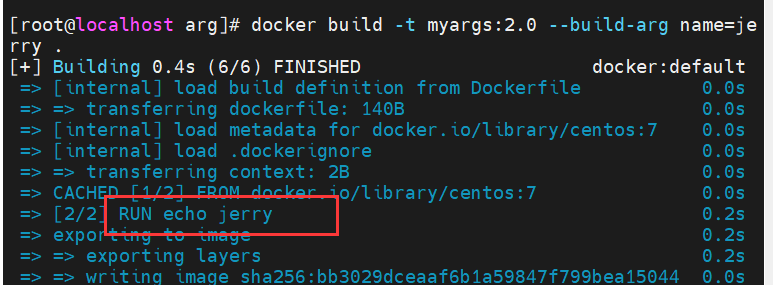 [root@localhost arg]# docker build -t myargs:2.0 --build-arg name=je
rry .
[+] Building 0.4s (6/6) FINISHED docker:default
=> [internal] load build definition from Dockerfile 0.0s
=> => transferring dockerfile: 140B 0.0s
=> [internal] load metadata for docker.io/library/centos:7 0.0s
=> [internal] load .dockerignore 0.0s
=> => transferring context: 2B 0.0s
=> CACHED [1/2] FROM docker.io/library/centos:7 0.0s
=> [2/2] RUN echo jerry 0.2s
=> exporting to image 0.2s
=> => exporting layers 0.2s
=> => writing image sha256:bb3029dceaaf6b1a59847f799bea15044 0.0s